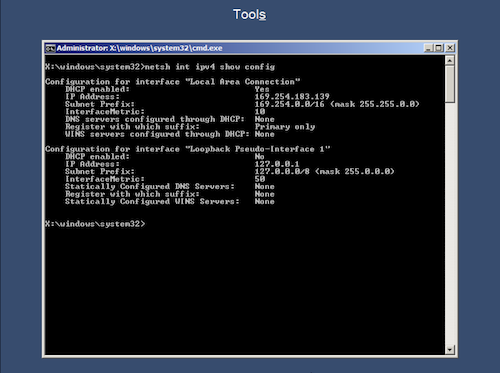 Tools
Administrator: X:\windows\system32\cmd.exe
X:\windows\system32>netsh int ipv4 show config
Configuration for interface "Local Area Connection"
DHCP enabled: Yes
IP Address: 169.254.183.139
Subnet Prefix: 169.254.0.0/16 (mask 255.255.0.0)
InterfaceMetric: 10
DNS servers configured through DHCP: None
Register with which suffix: Primary only
WINS servers configured through DHCP: None
Configuration for interface "Loopback Pseudo-Interface 1"
DHCP enabled: No
IP Address: 127.0.0.1
Subnet Prefix: 127.0.0.0/8 (mask 255.0.0.0)
InterfaceMetric: 50
Statically Configured DNS Servers: None
Register with which suffix: None
Statically Configured WINS Servers: None
X:\windows\system32>